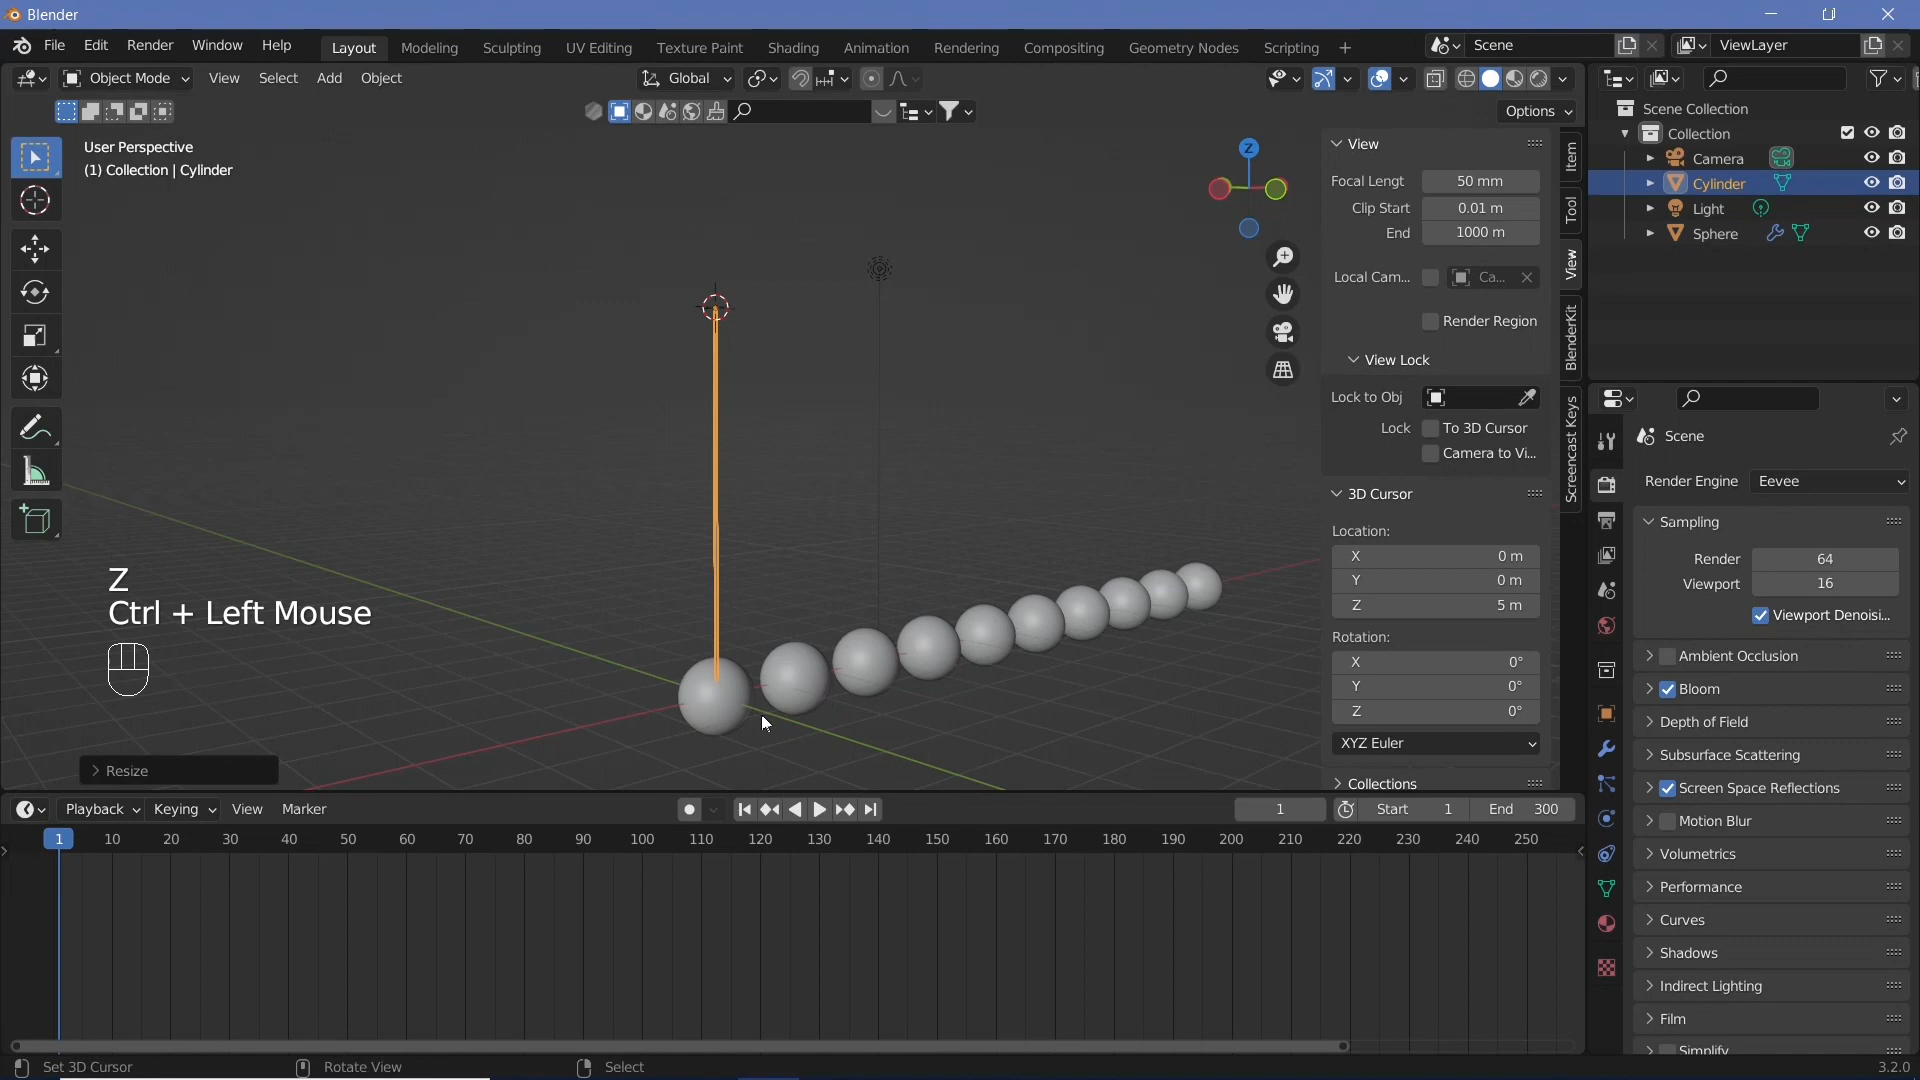 Blender
File Edit Render Window Help Layout Modeling Sculpting UV Editing Texture Paint Shading Animation Rendering Compositing Geometry Nodes Scripting + Scene ViewLayer
Object Mode View Select Add Object Global
Options
User Perspective
(1) Collection | Cylinder
Z
Z
Ctrl + Left Mouse
> Resize
View
Focal Lengt 50 mm
Clip Start 0.01 m
End 1000 m
Local Cam... Ca...
Render Region
View Lock
Lock to Obj
Lock To 3D Cursor
Camera to Vi...
3D Cursor
Location:
X 0 m
Y 0 m
Z 5 m
Rotation:
X 0°
Y 0°
Z 0°
XYZ Euler
Collections
Item
Tool
View
BlenderKit
Screencast Keys
Scene Collection
Collection
Camera
Cylinder
Light
Sphere
Scene
Render Engine Eevee
Sampling
Render 64
Viewport 16
Viewport Denoisi...
Ambient Occlusion
Bloom
Depth of Field
Subsurface Scattering
Screen Space Reflections
Motion Blur
Volumetrics
Performance
Curves
Shadows
Indirect Lighting
Film
Simplify
Playback Keying View Marker 1 Start 1 End 300
1 10 20 30 40 50 60 70 80 90 100 110 120 130 140 150 160 170 180 190 200 210 220 230 240 250
Set 3D Cursor Rotate View Select 3.2.0